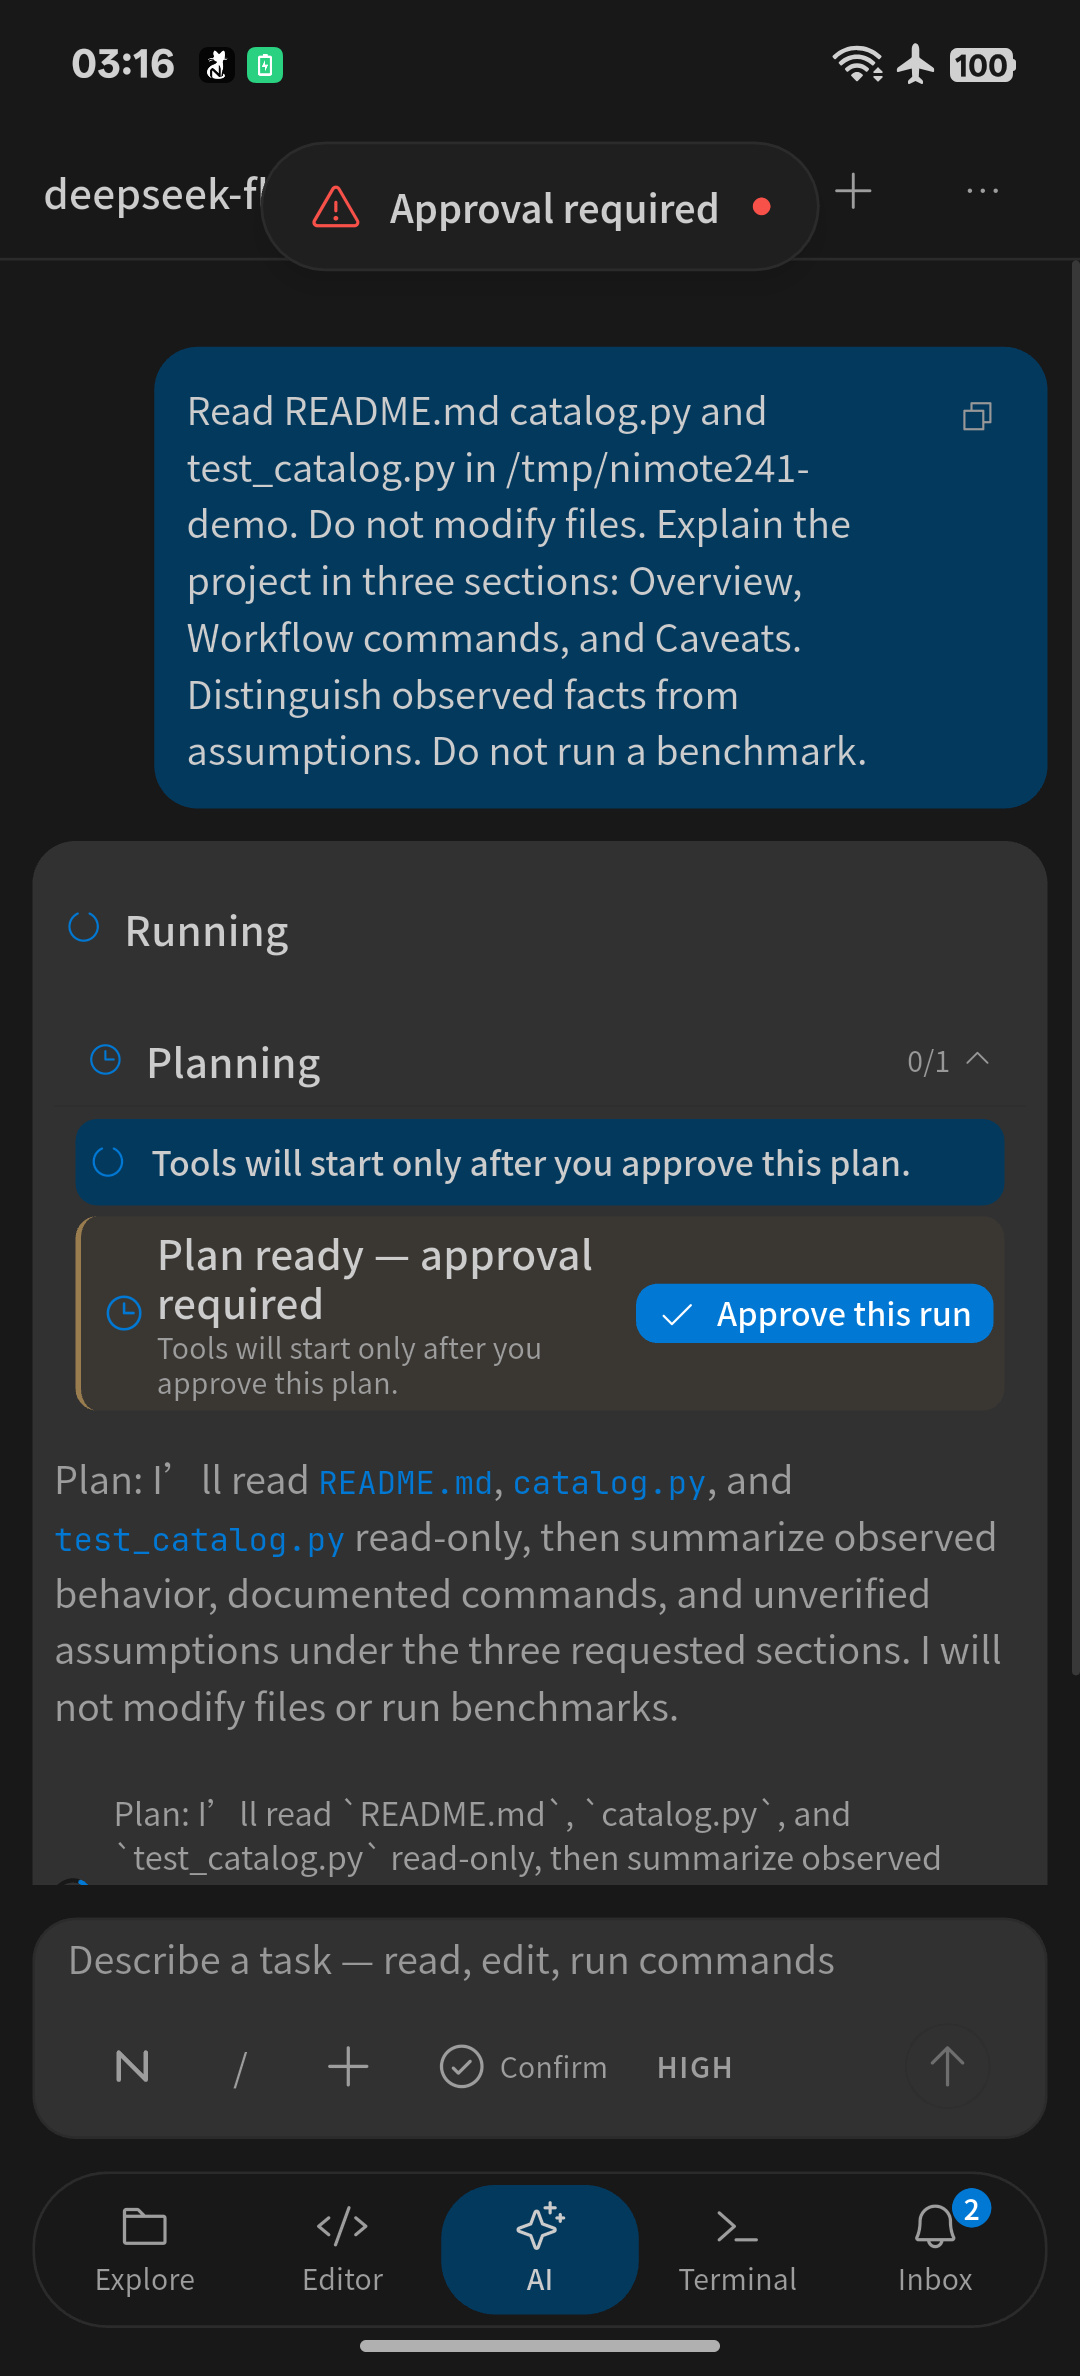 03:16
100
deepseek-fl
Approval required
Read README.md catalog.py and
test_catalog.py in /tmp/nimote241-
demo. Do not modify files. Explain the
project in three sections: Overview,
Workflow commands, and Caveats.
Distinguish observed facts from
assumptions. Do not run a benchmark.
Running
Planning
0/1
Tools will start only after you approve this plan.
Plan ready — approval
required
Tools will start only after you
approve this plan.
Approve this run
Plan: I’ll read README.md, catalog.py, and
test_catalog.py read-only, then summarize observed
behavior, documented commands, and unverified
assumptions under the three requested sections. I will
not modify files or run benchmarks.
Plan: I’ll read `README.md`, `catalog.py`, and
`test_catalog.py` read-only, then summarize observed
Describe a task — read, edit, run commands
N / Confirm HIGH
2
Explore Editor AI Terminal Inbox